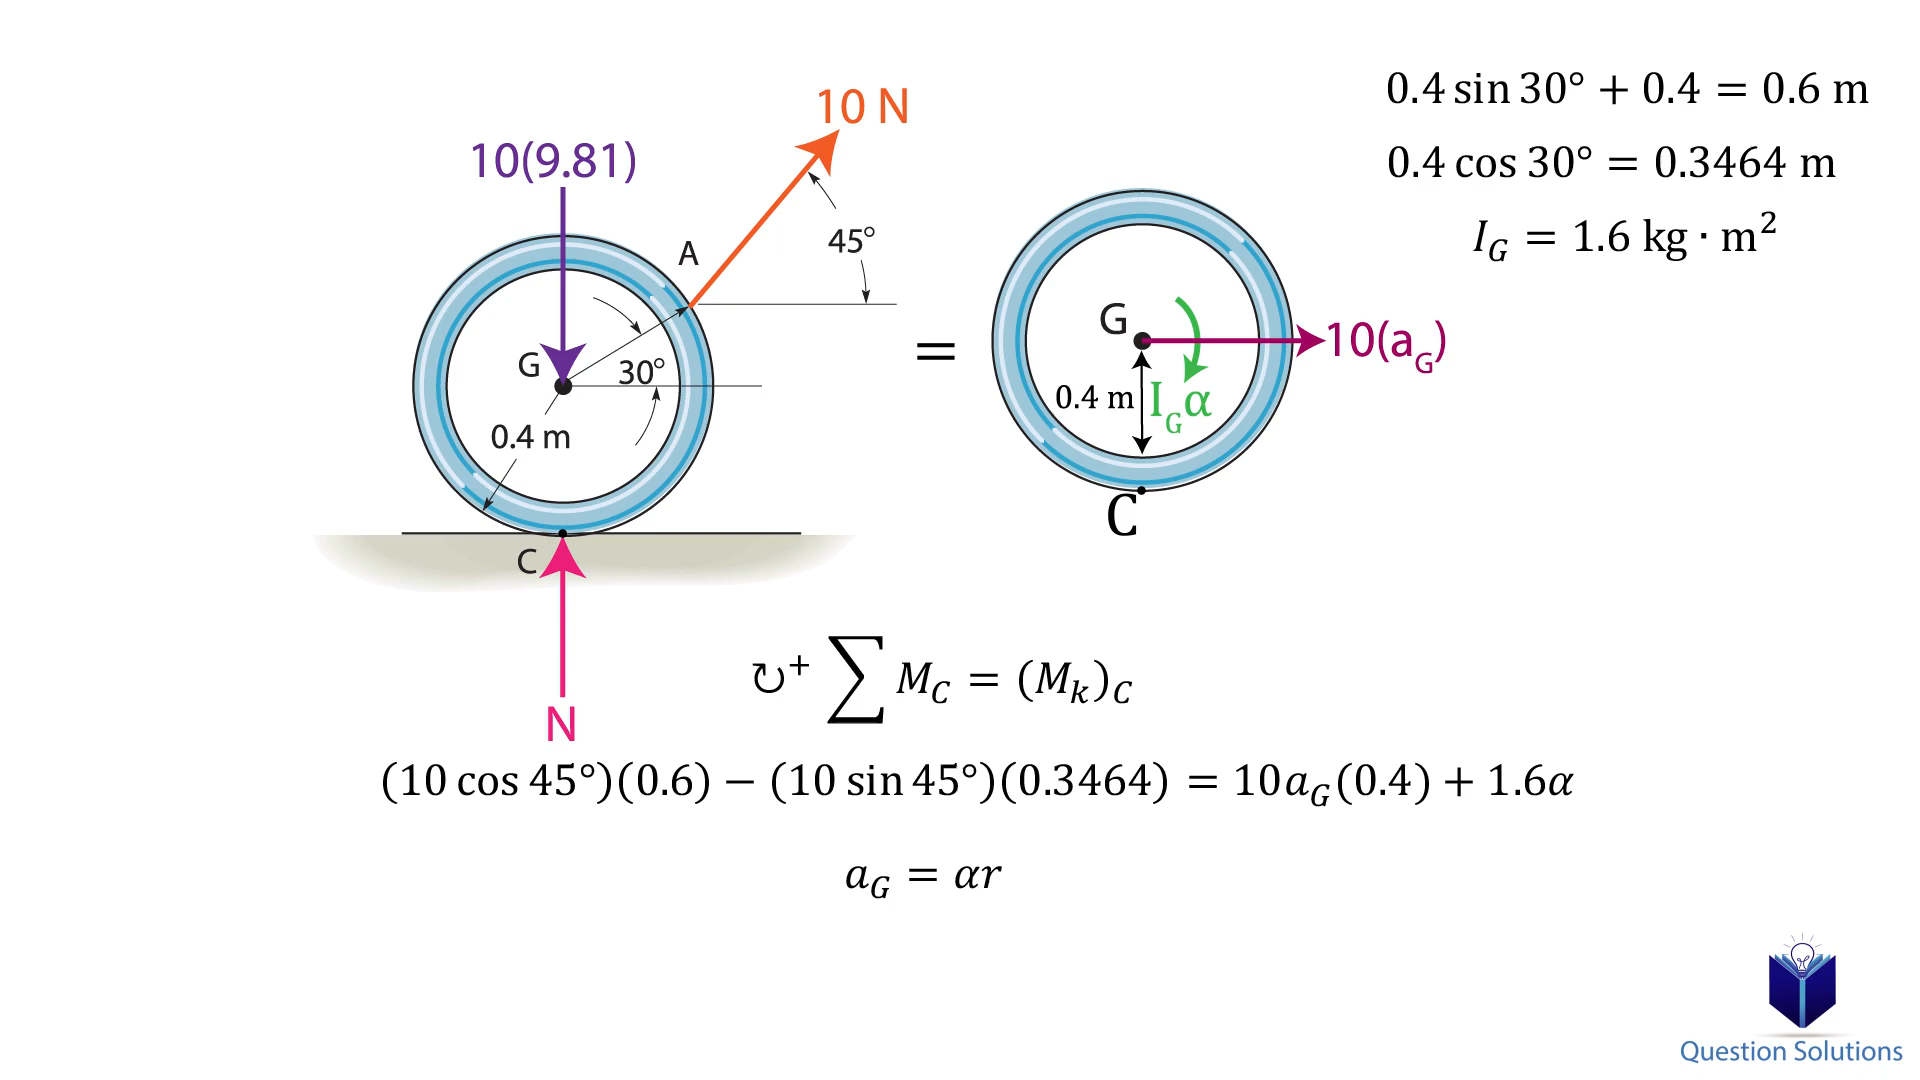 0.4 sin 30° + 0.4 = 0.6 m
10 N
10(9.81)
0.4 cos 30° = 0.3464 m
I_G = 1.6 kg · m²
A
45°
G
30°
0.4 m
C
N
=
G
10(a_G)
0.4 m
I_Gα
C
↻⁺ ∑ M_C = (M_k)_C
(10 cos 45°)(0.6) − (10 sin 45°)(0.3464) = 10a_G(0.4) + 1.6α
a_G = αr
Question Solutions